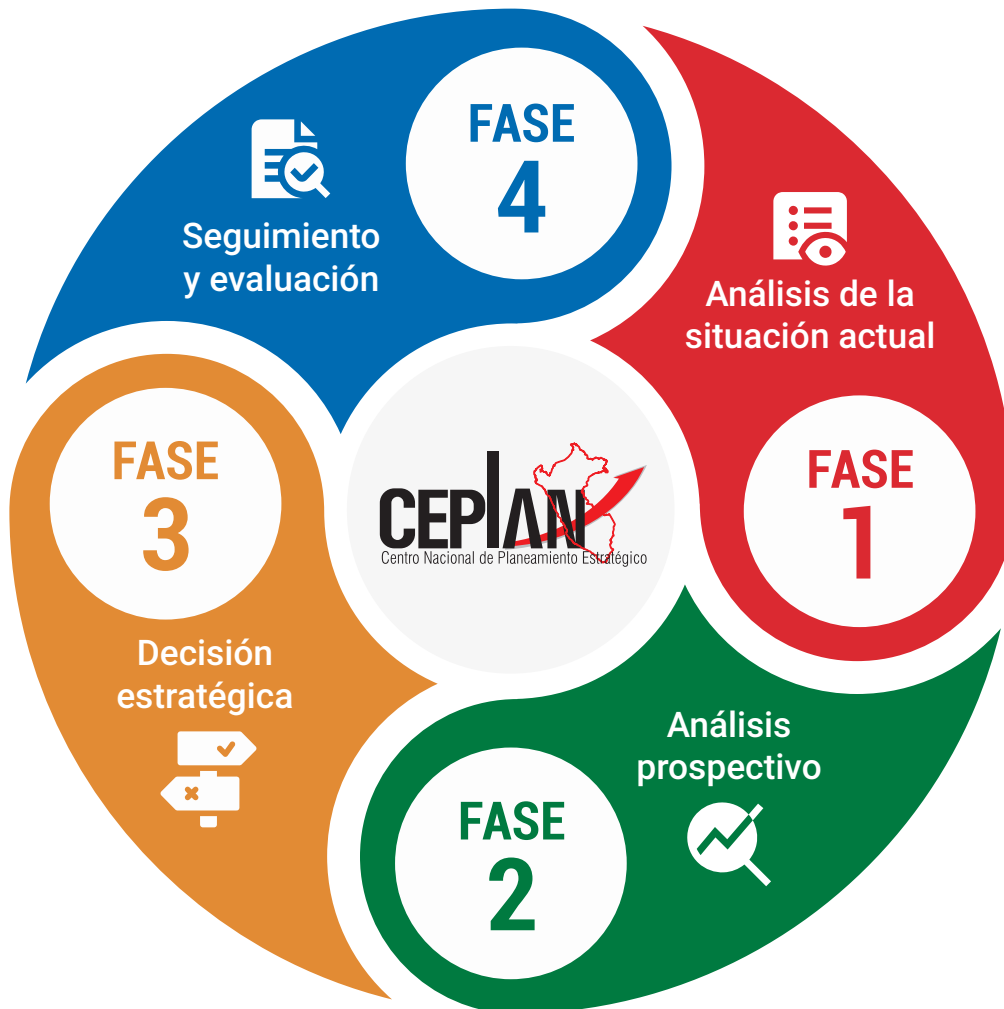 FASE
1
Análisis de la
situación actual
FASE
2
Análisis
prospectivo
FASE
3
Decisión
estratégica
FASE
4
Seguimiento
y evaluación
CEPLAN
Centro Nacional de Planeamiento Estratégico